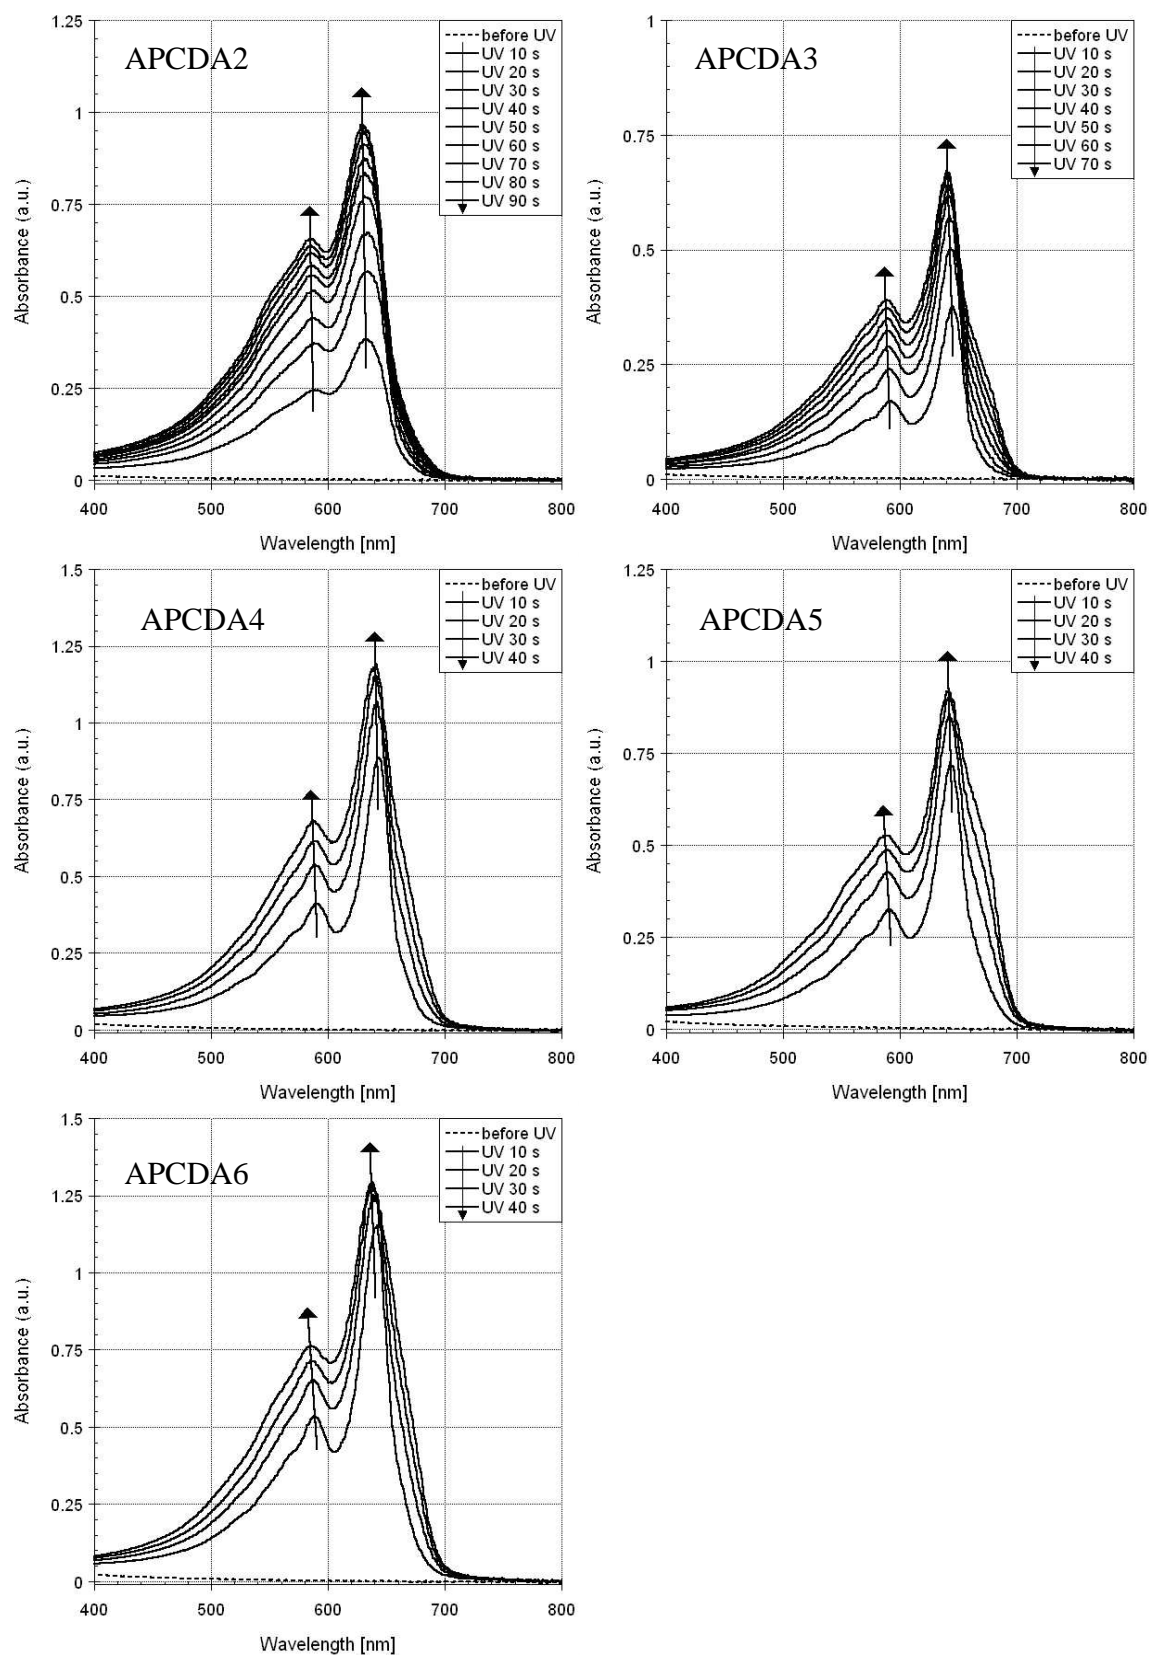 APCDA2
before UV
UV 10 s
UV 20 s
UV 30 s
UV 40 s
UV 50 s
UV 60 s
UV 70 s
UV 80 s
UV 90 s
Absorbance (a.u.)
1.25
1
0.75
0.5
0.25
0
400 500 600 700 800
Wavelength [nm]
APCDA3
before UV
UV 10 s
UV 20 s
UV 30 s
UV 40 s
UV 50 s
UV 60 s
UV 70 s
Absorbance (a.u.)
1
0.75
0.5
0.25
0
400 500 600 700 800
Wavelength [nm]
APCDA4
before UV
UV 10 s
UV 20 s
UV 30 s
UV 40 s
Absorbance (a.u.)
1.5
1.25
1
0.75
0.5
0.25
0
400 500 600 700 800
Wavelength [nm]
APCDA5
before UV
UV 10 s
UV 20 s
UV 30 s
UV 40 s
Absorbance (a.u.)
1.25
1
0.75
0.5
0.25
0
400 500 600 700 800
Wavelength [nm]
APCDA6
before UV
UV 10 s
UV 20 s
UV 30 s
UV 40 s
Absorbance (a.u.)
1.5
1.25
1
0.75
0.5
0.25
0
400 500 600 700 800
Wavelength [nm]